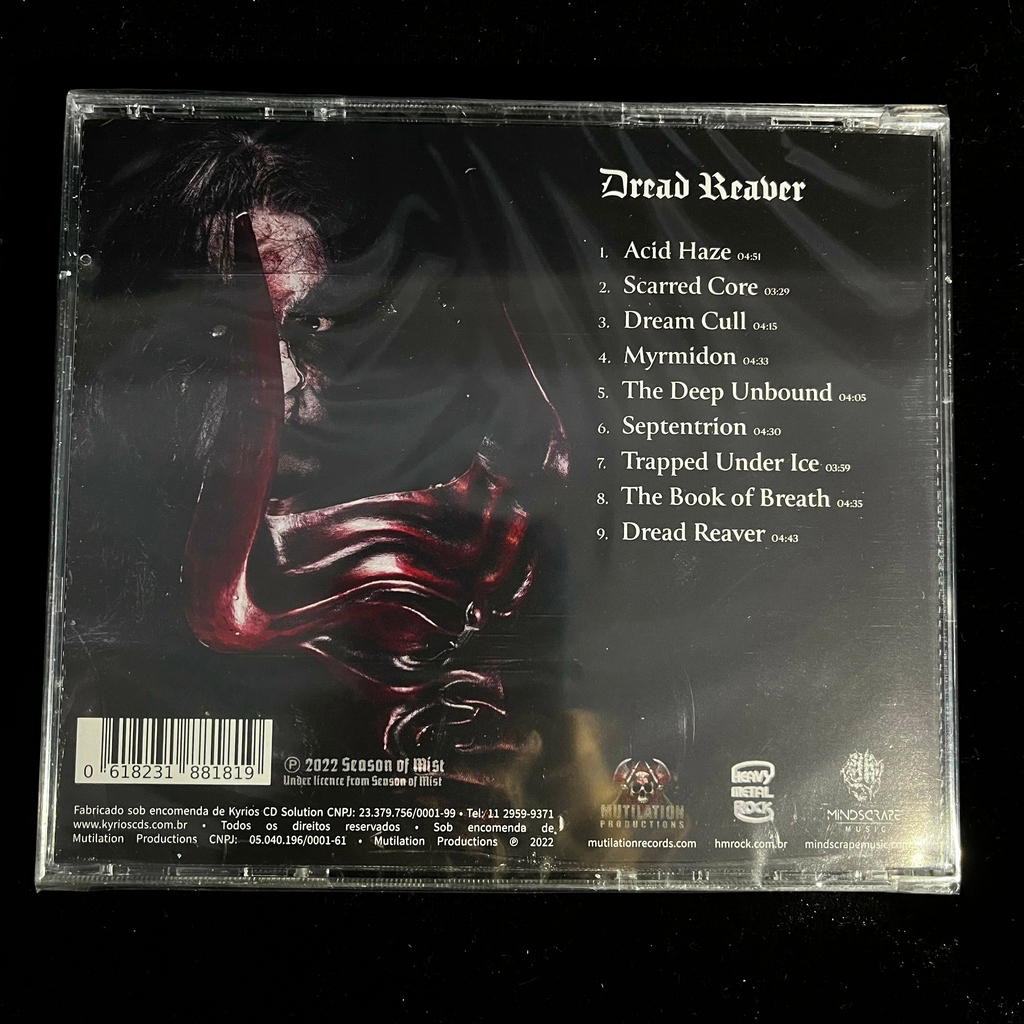 Dread Reaver
1. Acid Haze 04:51
2. Scarred Core 03:29
3. Dream Cull 04:15
4. Myrmidon 04:33
5. The Deep Unbound 04:05
6. Septentrion 04:30
7. Trapped Under Ice 03:59
8. The Book of Breath 04:35
9. Dread Reaver 04:43
0 618231 881819
℗ 2022 Season of Mist
Under licence from Season of Mist
Fabricado sob encomenda de Kyrios CD Solution CNPJ: 23.379.756/0001-99 • Tel: 11 2959-9371
www.kyrioscds.com.br • Todos os direitos reservados • Sob encomenda de
Mutilation Productions CNPJ: 05.040.196/0001-61 • Mutilation Productions ℗ 2022
MUTILATION
PRODUCTIONS
mutilationrecords.com
HEAVY
METAL
ROCK
hmrock.com.br
MINDSCRAPE
MUSIC
mindscrapemusic.com